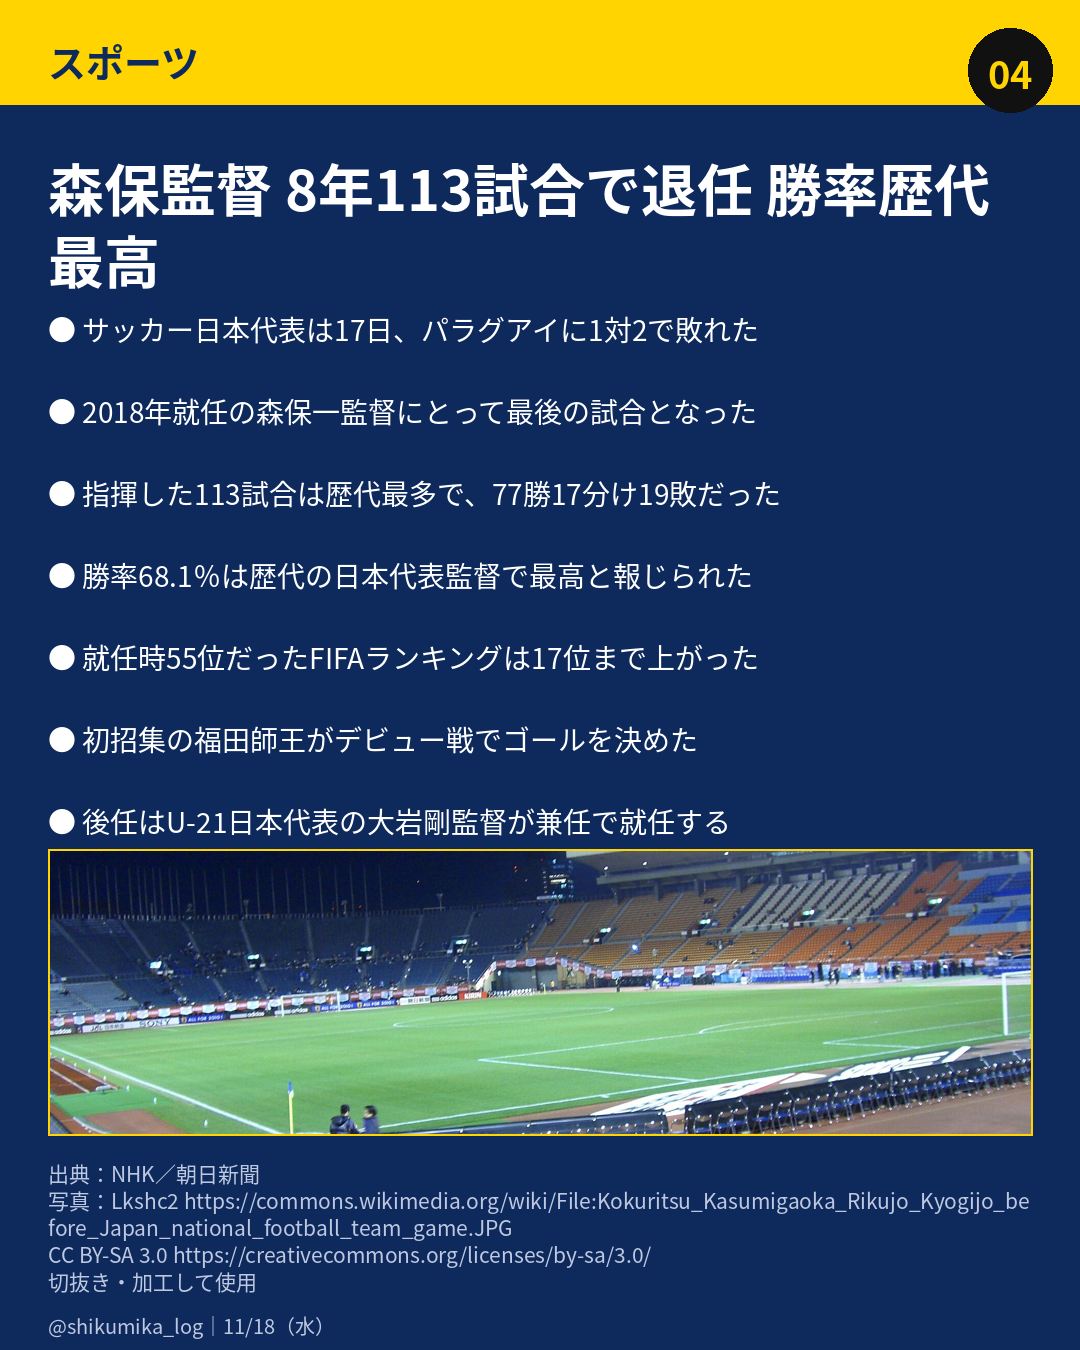 スポーツ
04
森保監督 8年113試合で退任 勝率歴代
最高
● サッカー日本代表は17日、パラグアイに1対2で敗れた
● 2018年就任の森保一監督にとって最後の試合となった
● 指揮した113試合は歴代最多で、77勝17分け19敗だった
● 勝率68.1%は歴代の日本代表監督で最高と報じられた
● 就任時55位だったFIFAランキングは17位まで上がった
● 初招集の福田師王がデビュー戦でゴールを決めた
● 後任はU-21日本代表の大岩剛監督が兼任で就任する
SONY
adidas
KIRIN
出典：NHK／朝日新聞
写真：Lkshc2 https://commons.wikimedia.org/wiki/File:Kokuritsu_Kasumigaoka_Rikujo_Kyogijo_be
fore_Japan_national_football_team_game.JPG
CC BY-SA 3.0 https://creativecommons.org/licenses/by-sa/3.0/
切抜き・加工して使用
@shikumika_log｜11/18（水）